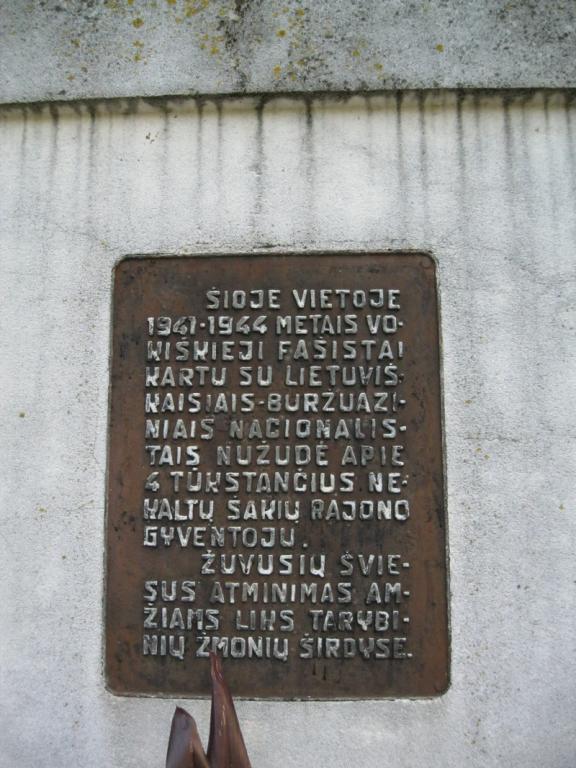 ŠIOJE VIETOJE
1941-1944 METAIS VO-
KIŠKIEJI FAŠISTAI
KARTU SU LIETUVIŠ-
KAISIAIS-BURŽUAZI-
NIAIS NACIONALIS-
TAIS NUŽUDĖ APIE
4 TŪKSTANČIUS NE-
KALTŲ ŠAKIŲ RAJONO
GYVENTOJŲ.
ŽUVUSIŲ ŠVIE-
SUS ATMINIMAS AM-
ŽIAMS LIKS TARYBI-
NIŲ ŽMONIŲ ŠIRDYSE.